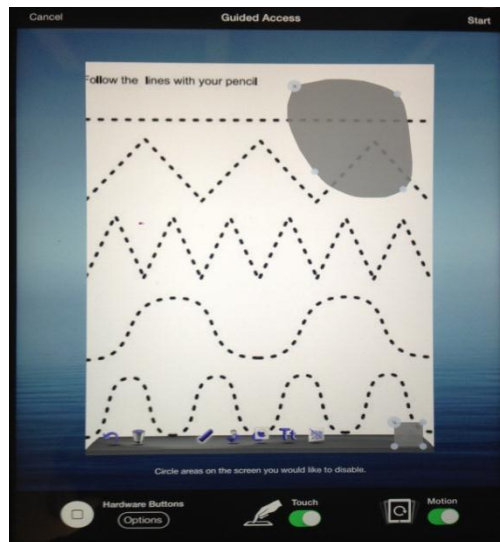 Cancel Guided Access Start
Follow the lines with your pencil
Tt
Circle areas on the screen you would like to disable.
Hardware Buttons Touch Motion
Options